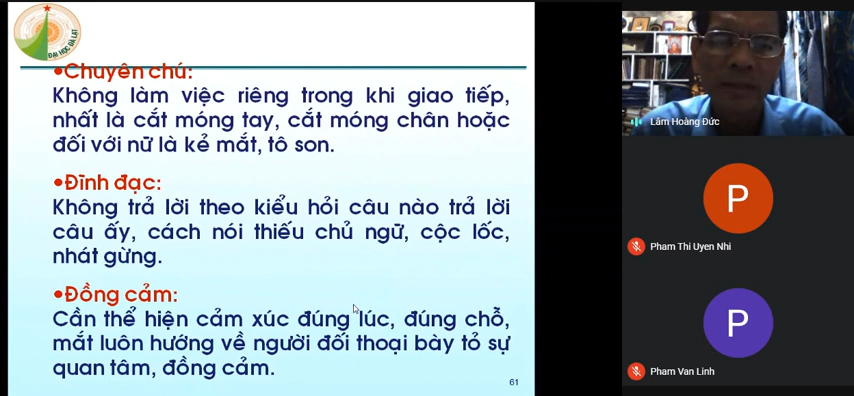 ĐẠI HỌC ĐÀ LẠT
•Chuyên chú:
Không làm việc riêng trong khi giao tiếp,
nhất là cắt móng tay, cắt móng chân hoặc
đối với nữ là kẻ mắt, tô son.
•Đĩnh đạc:
Không trả lời theo kiểu hỏi câu nào trả lời
câu ấy, cách nói thiếu chủ ngữ, cộc lốc,
nhát gừng.
•Đồng cảm:
Cần thể hiện cảm xúc đúng lúc, đúng chỗ,
mắt luôn hướng về người đối thoại bày tỏ sự
quan tâm, đồng cảm.
61
Lâm Hoàng Đức
P
Pham Thi Uyen Nhi
P
Pham Van Linh